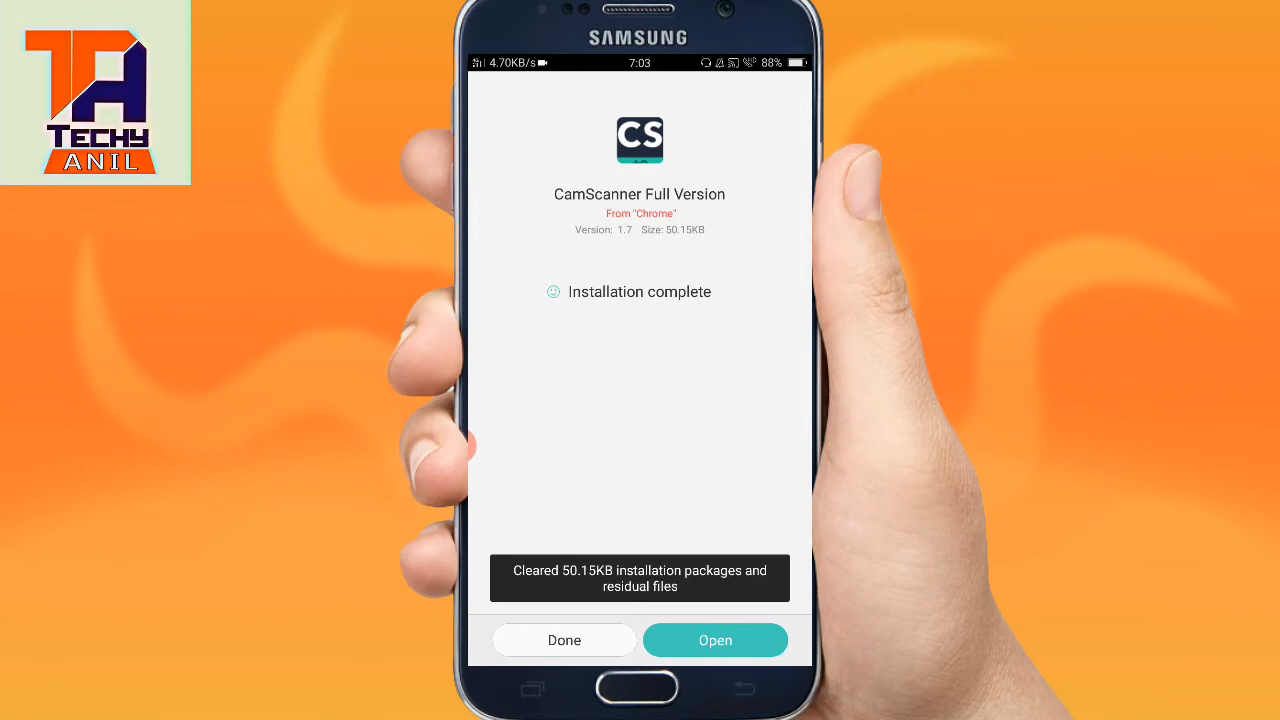 TA
TECHY
ANIL
SAMSUNG
4.70KB/s 7:03 88%
CS
CamScanner Full Version
From "Chrome"
Version: 1.7 Size: 50.15KB
Installation complete
Cleared 50.15KB installation packages and
residual files
Done Open